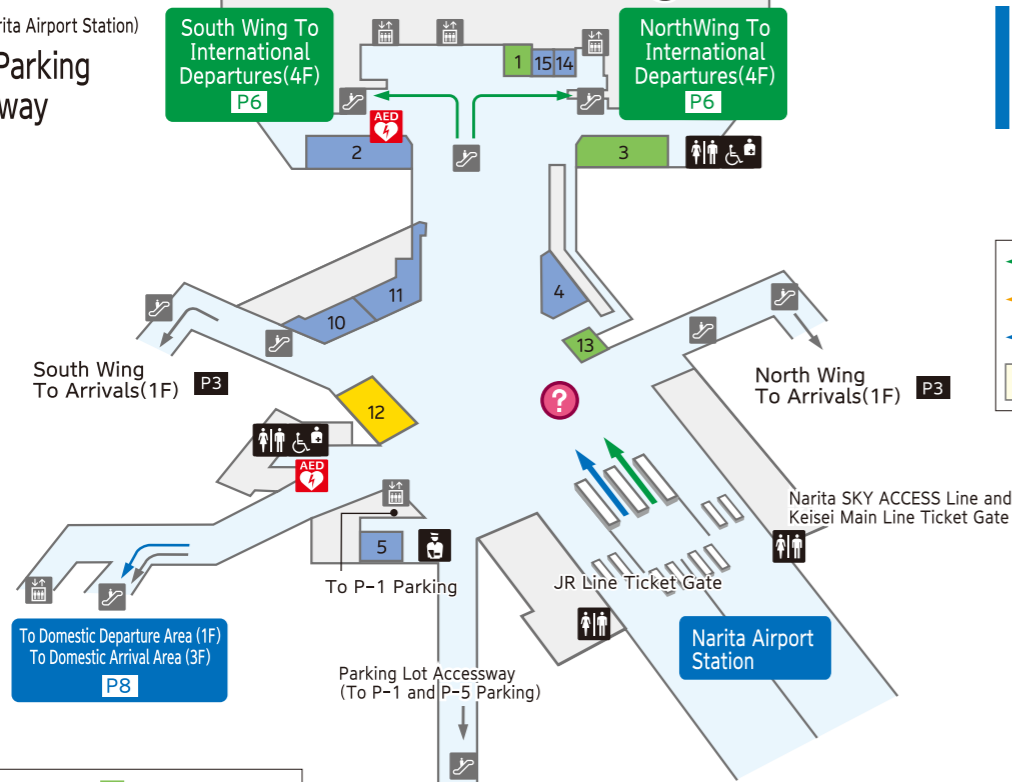 rita Airport Station)
Parking
way
South Wing To
International
Departures(4F)
P6
NorthWing To
International
Departures(4F)
P6
1
15
14
AED
2
3
11
10
4
13
South Wing
To Arrivals(1F)
P3
North Wing
To Arrivals(1F)
P3
12
?
AED
Narita SKY ACCESS Line and
Keisei Main Line Ticket Gate
5
To P-1 Parking
JR Line Ticket Gate
To Domestic Departure Area (1F)
To Domestic Arrival Area (3F)
P8
Narita Airport
Station
Parking Lot Accessway
(To P-1 and P-5 Parking)